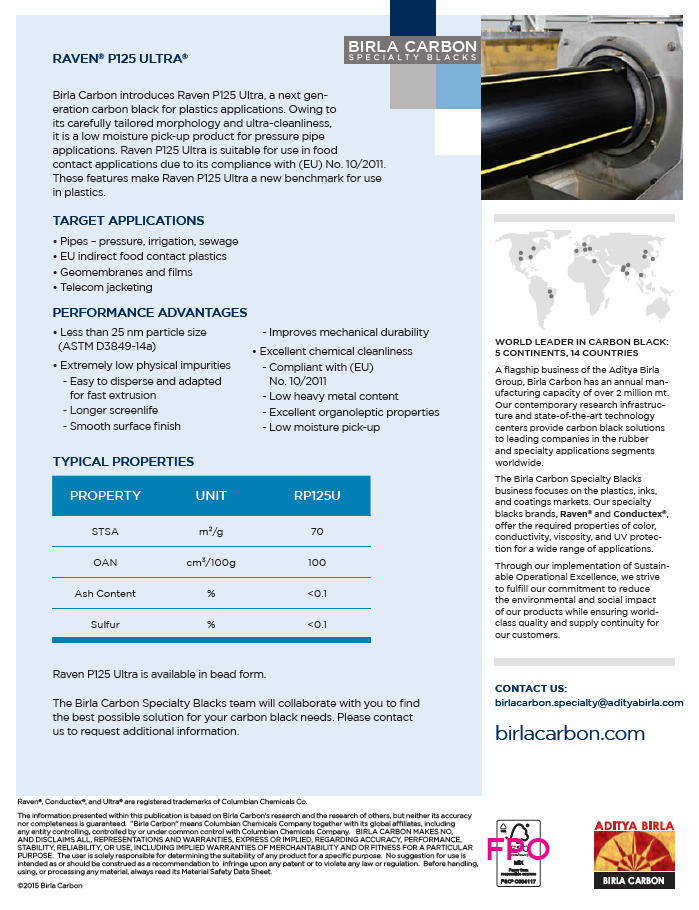 BIRLA CARBON
SPECIALTY BLACKS
RAVEN® P125 ULTRA®
Birla Carbon introduces Raven P125 Ultra, a next gen-
eration carbon black for plastics applications. Owing to
its carefully tailored morphology and ultra-cleanliness,
it is a low moisture pick-up product for pressure pipe
applications. Raven P125 Ultra is suitable for use in food
contact applications due to its compliance with (EU) No. 10/2011.
These features make Raven P125 Ultra a new benchmark for use
in plastics.
TARGET APPLICATIONS
• Pipes – pressure, irrigation, sewage
• EU indirect food contact plastics
• Geomembranes and films
• Telecom jacketing
PERFORMANCE ADVANTAGES
• Less than 25 nm particle size
(ASTM D3849-14a)
• Extremely low physical impurities
- Easy to disperse and adapted
for fast extrusion
- Longer screenlife
- Smooth surface finish
- Improves mechanical durability
• Excellent chemical cleanliness
- Compliant with (EU)
No. 10/2011
- Low heavy metal content
- Excellent organoleptic properties
- Low moisture pick-up
TYPICAL PROPERTIES
PROPERTY UNIT RP125U
STSA m²/g 70
OAN cm³/100g 100
Ash Content % <0.1
Sulfur % <0.1
Raven P125 Ultra is available in bead form.
The Birla Carbon Specialty Blacks team will collaborate with you to find
the best possible solution for your carbon black needs. Please contact
us to request additional information.
WORLD LEADER IN CARBON BLACK:
5 CONTINENTS, 14 COUNTRIES
A flagship business of the Aditya Birla
Group, Birla Carbon has an annual man-
ufacturing capacity of over 2 million mt.
Our contemporary research infrastruc-
ture and state-of-the-art technology
centers provide carbon black solutions
to leading companies in the rubber
and specialty applications segments
worldwide.
The Birla Carbon Specialty Blacks
business focuses on the plastics, inks,
and coatings markets. Our specialty
blacks brands, Raven® and Conductex®,
offer the required properties of color,
conductivity, viscosity, and UV protec-
tion for a wide range of applications.
Through our implementation of Sustain-
able Operational Excellence, we strive
to fulfill our commitment to reduce
the environmental and social impact
of our products while ensuring world-
class quality and supply continuity for
our customers.
CONTACT US:
birlacarbon.specialty@adityabirla.com
birlacarbon.com
Raven®, Conductex®, and Ultra® are registered trademarks of Columbian Chemicals Co.
The information presented within this publication is based on Birla Carbon's research and the research of others, but neither its accuracy
nor completeness is guaranteed. "Birla Carbon" means Columbian Chemicals Company together with its global affiliates, including
any entity controlling, controlled by or under common control with Columbian Chemicals Company. BIRLA CARBON MAKES NO,
AND DISCLAIMS ALL, REPRESENTATIONS AND WARRANTIES, EXPRESS OR IMPLIED, REGARDING ACCURACY, PERFORMANCE,
STABILITY, RELIABILITY, OR USE, INCLUDING IMPLIED WARRANTIES OF MERCHANTABILITY AND OR FITNESS FOR A PARTICULAR
PURPOSE. The user is solely responsible for determining the suitability of any product for a specific purpose. No suggestion for use is
intended as or should be construed as a recommendation to infringe upon any patent or to violate any law or regulation. Before handling,
using, or processing any material, always read its Material Safety Data Sheet.
©2015 Birla Carbon
FPO
MIX
ADITYA BIRLA
BIRLA CARBON